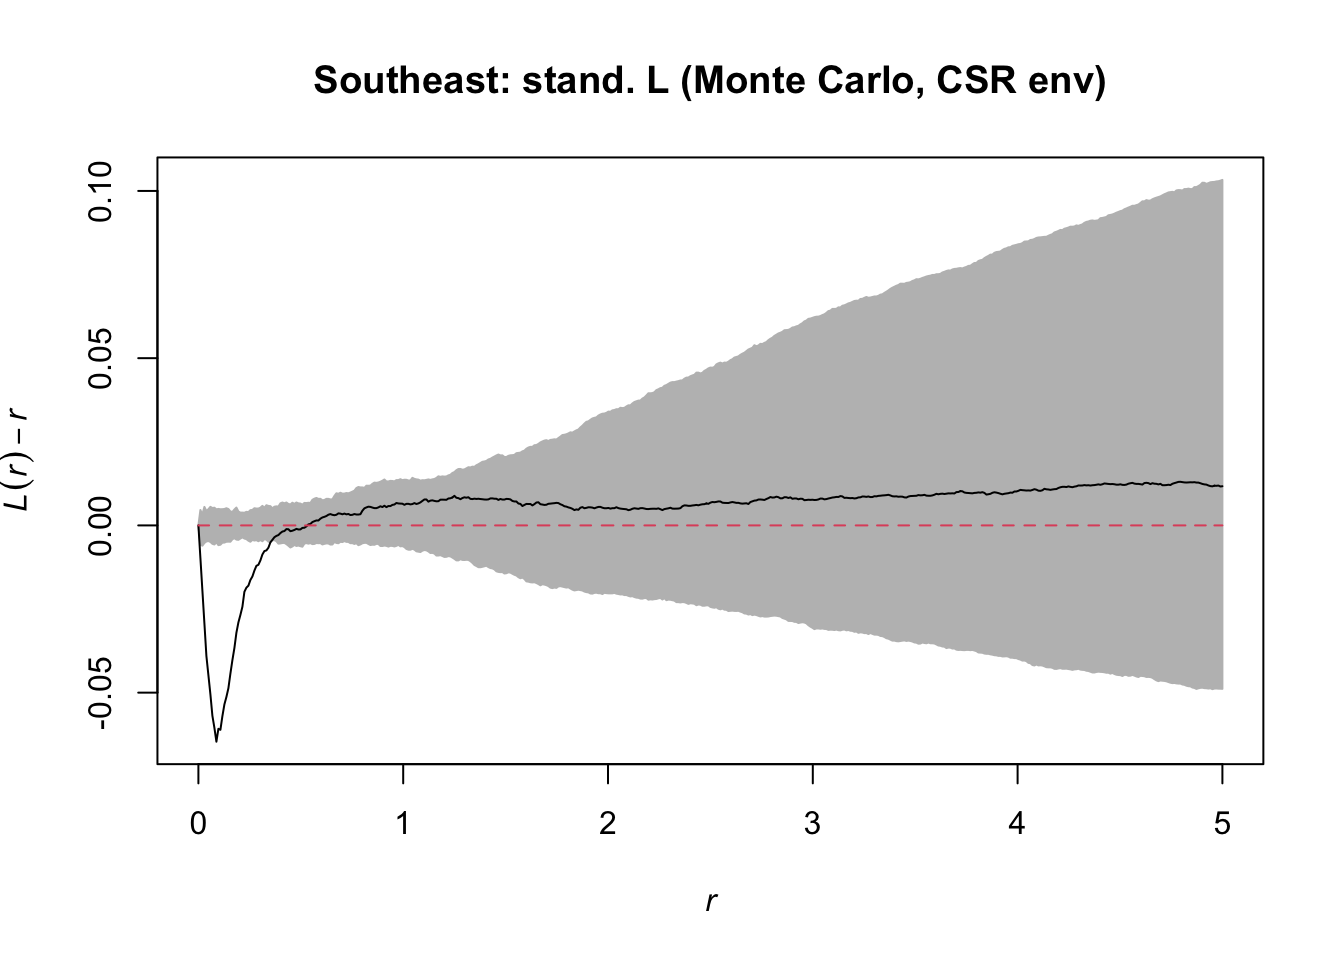 Southeast: stand. L (Monte Carlo, CSR env)
L(r) − r
0.10
0.05
0.00
-0.05
0 1 2 3 4 5
r